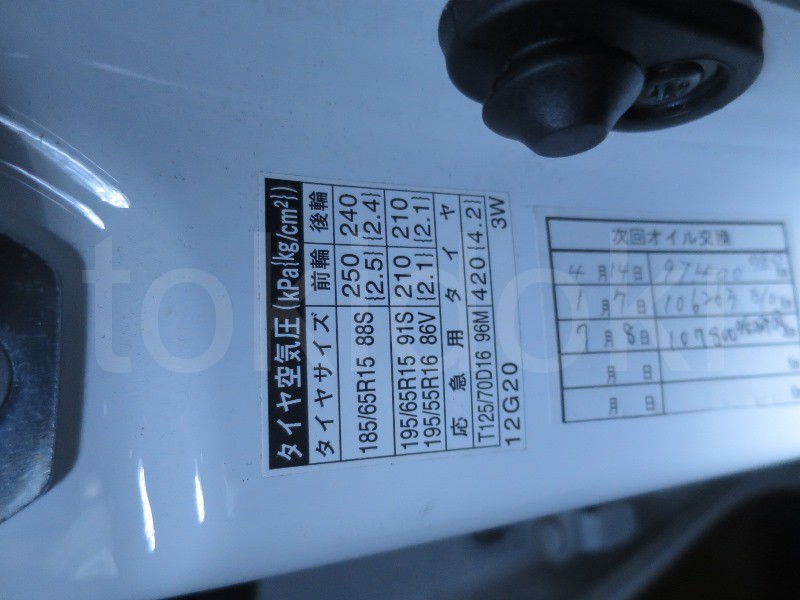 タイヤ空気圧(kPa{kg/cm²})
タイヤサイズ 前輪 後輪
185/65R15 88S 250 {2.5} 240 {2.4}
195/65R15 91S 210 {2.1} 210 {2.1}
195/55R16 86V
応急用タイヤ
T125/70D16 96M 420{4.2}
12G20 3W
次回オイル交換
4月14日 97400
1月7日 106203
7月8日 107800
月 日
月 日
tokiooki